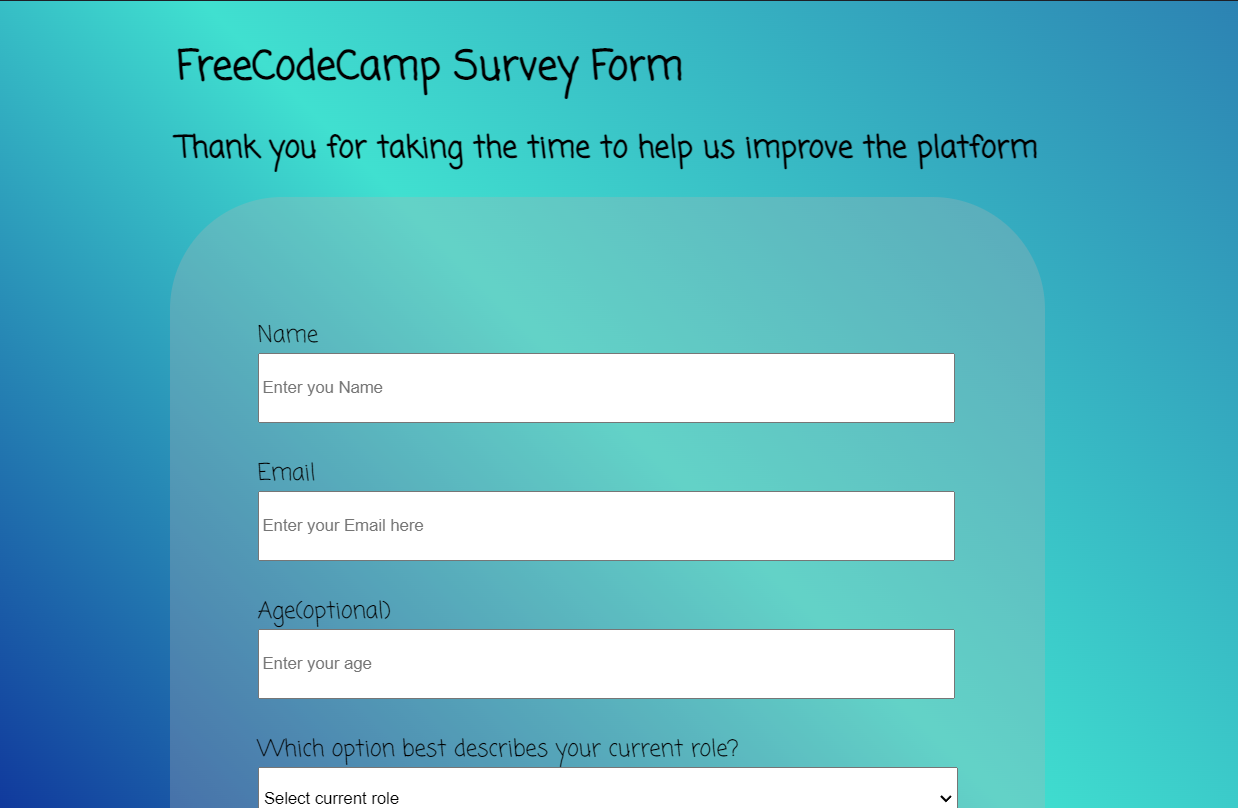 FreeCodeCamp Survey Form
Thank you for taking the time to help us improve the platform
Name
Enter you Name
Email
Enter your Email here
Age(optional)
Enter your age
Which option best describes your current role?
Select current role